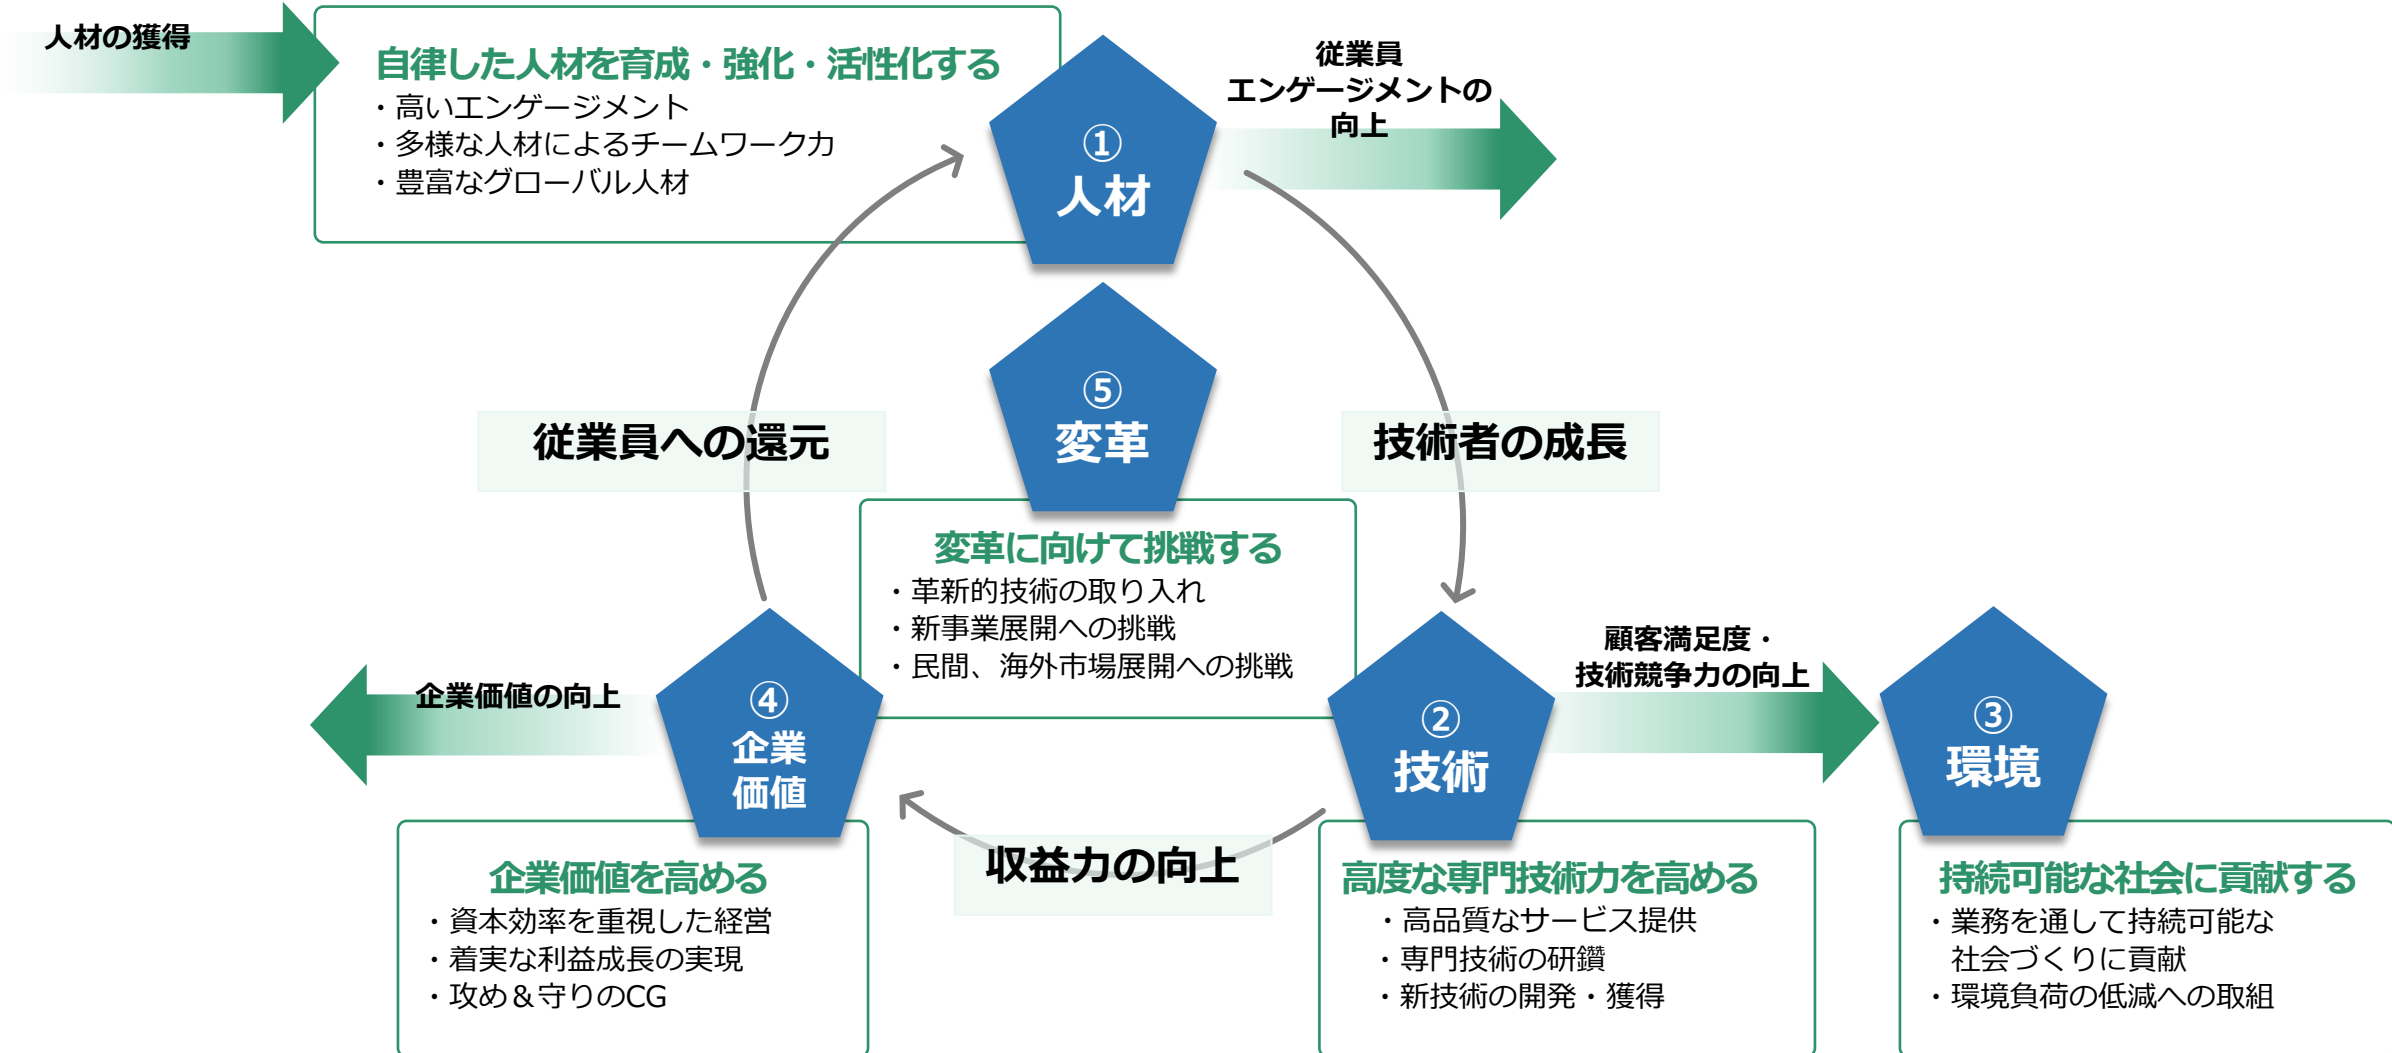 人材の獲得
自律した人材を育成・強化・活性化する
・高いエンゲージメント
・多様な人材によるチームワーク力
・豊富なグローバル人材
①
人材
従業員
エンゲージメントの
向上
⑤
変革
従業員への還元
技術者の成長
変革に向けて挑戦する
・革新的技術の取り入れ
・新事業展開への挑戦
・民間、海外市場展開への挑戦
企業価値の向上
④
企業
価値
②
技術
顧客満足度・
技術競争力の向上
③
環境
収益力の向上
企業価値を高める
・資本効率を重視した経営
・着実な利益成長の実現
・攻め＆守りのCG
高度な専門技術力を高める
・高品質なサービス提供
・専門技術の研鑽
・新技術の開発・獲得
持続可能な社会に貢献する
・業務を通して持続可能な
社会づくりに貢献
・環境負荷の低減への取組